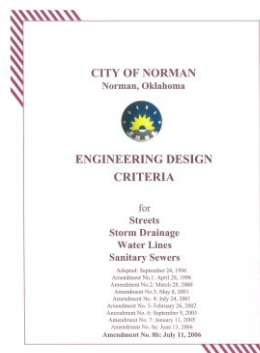 CITY OF NORMAN
Norman, Oklahoma
ENGINEERING DESIGN
CRITERIA
for
Streets
Storm Drainage
Water Lines
Sanitary Sewers
Adopted: September 24, 1996
Amendment No.1: April 28, 1998
Amendment No.2: March 28, 2000
Amendment No.3: May 8, 2001
Amendment No. 4: July 24, 2001
Amendment No. 5: February 26, 2002
Amendment No. 6: September 9, 2003
Amendment No. 7: January 11, 2005
Amendment No. 8a: June 13, 2006
Amendment No. 8b: July 11, 2006